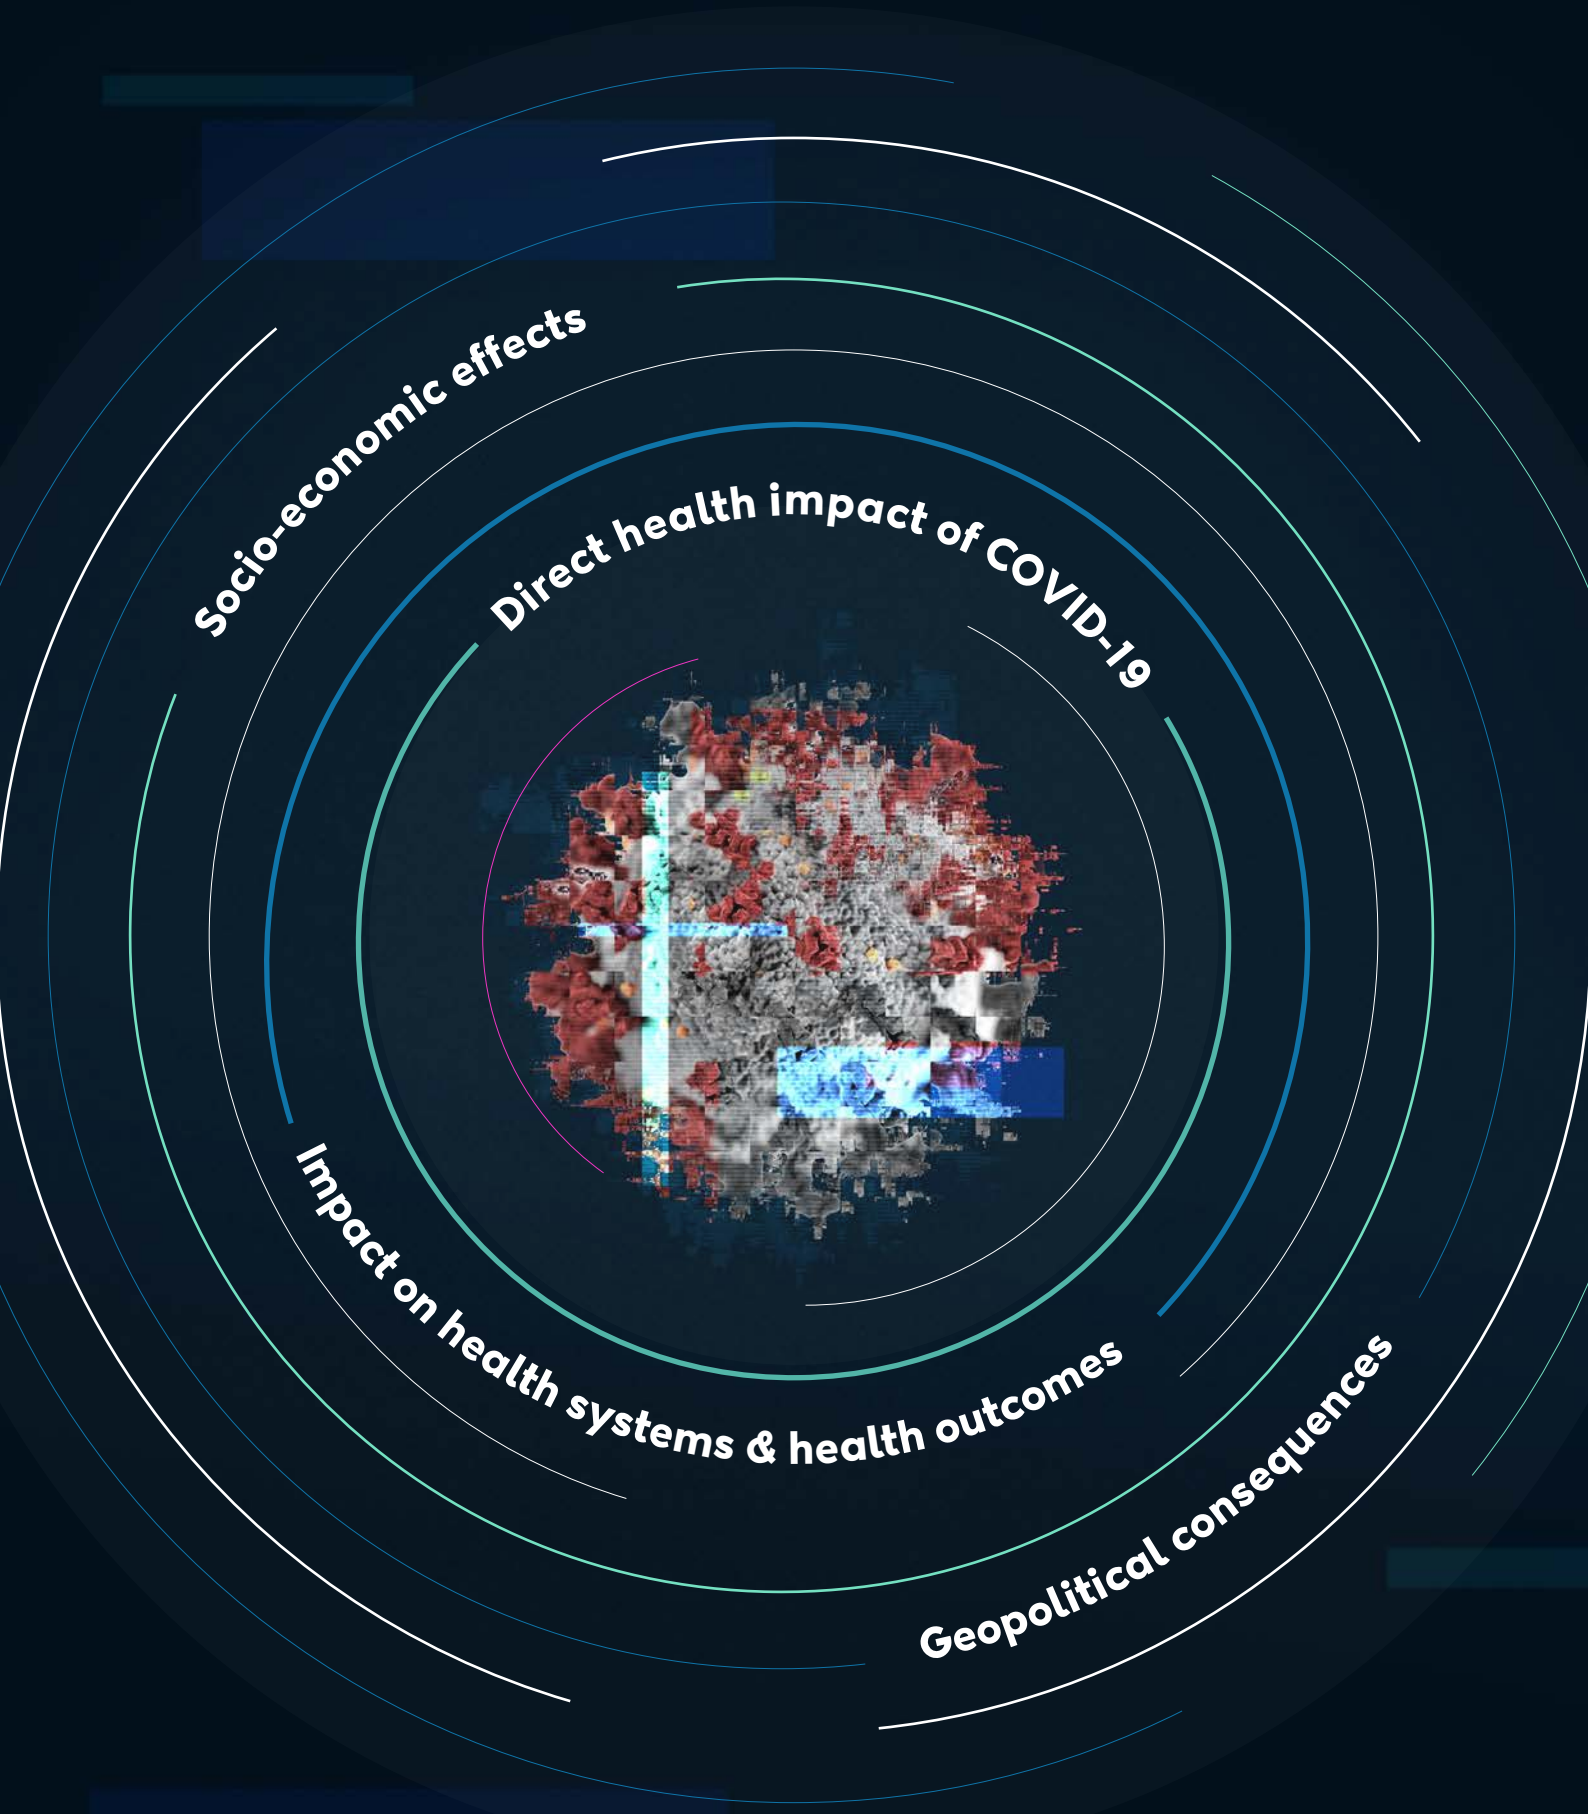 Socio-economic effects
Direct health impact of COVID-19
Impact on health systems & health outcomes
Geopolitical consequences